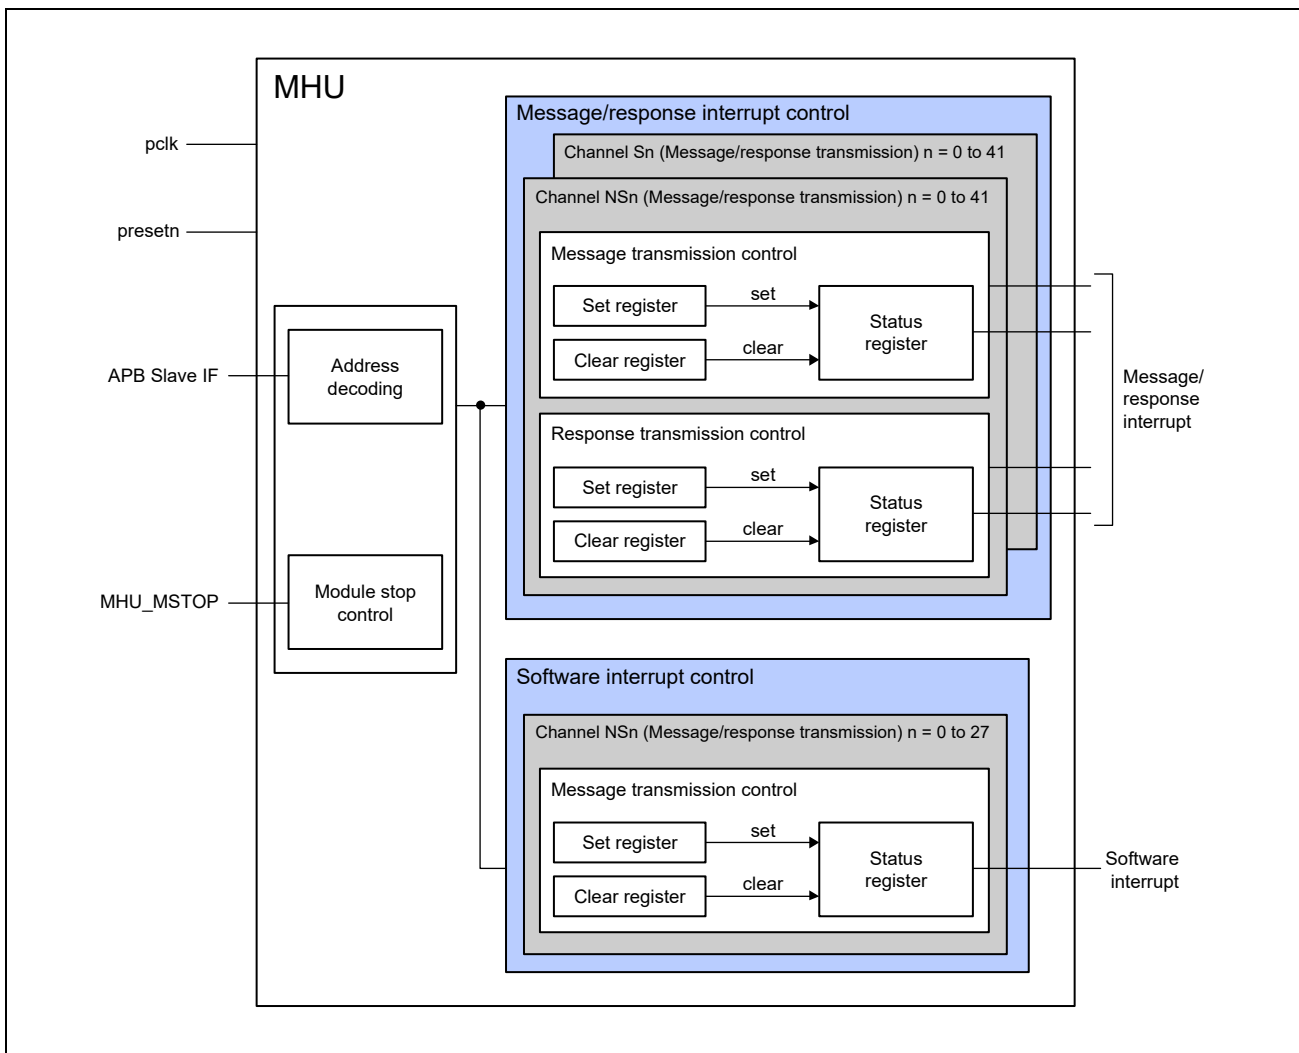 MHU
pclk
presetn
APB Slave IF
MHU_MSTOP
Address
decoding
Module stop
control
Message/response interrupt control
Channel Sn (Message/response transmission) n = 0 to 41
Channel NSn (Message/response transmission) n = 0 to 41
Message transmission control
Set register
set
Clear register
clear
Status
register
Response transmission control
Set register
set
Clear register
clear
Status
register
Message/
response
interrupt
Software interrupt control
Channel NSn (Message/response transmission) n = 0 to 27
Message transmission control
Set register
set
Clear register
clear
Status
register
Software
interrupt